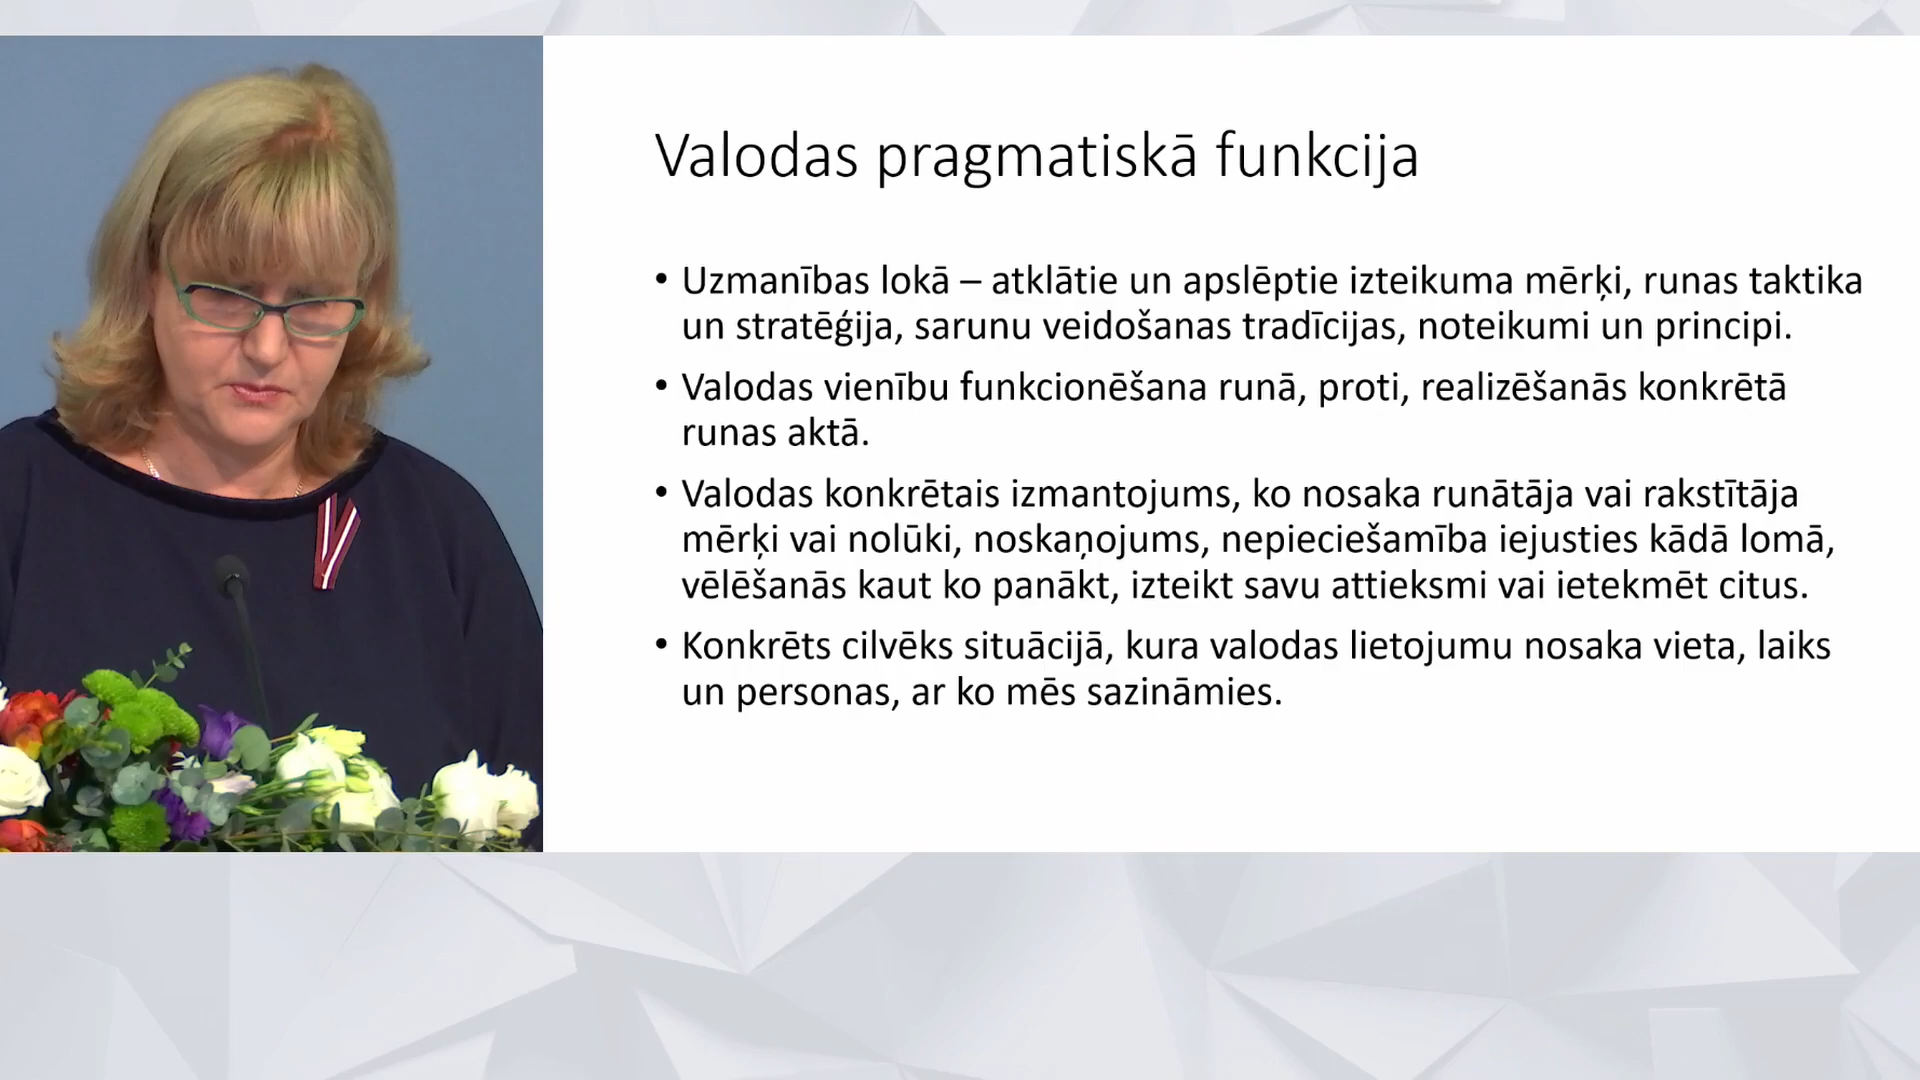 Valodas pragmatiskā funkcija
• Uzmanības lokā – atklātie un apslēptie izteikuma mērķi, runas taktika
un stratēģija, sarunu veidošanas tradīcijas, noteikumi un principi.
• Valodas vienību funkcionēšana runā, proti, realizēšanās konkrētā
runas aktā.
• Valodas konkrētais izmantojums, ko nosaka runātāja vai rakstītāja
mērķi vai nolūki, noskaņojums, nepieciešamība iejusties kādā lomā,
vēlēšanās kaut ko panākt, izteikt savu attieksmi vai ietekmēt citus.
• Konkrēts cilvēks situācijā, kura valodas lietojumu nosaka vieta, laiks
un personas, ar ko mēs sazināmies.